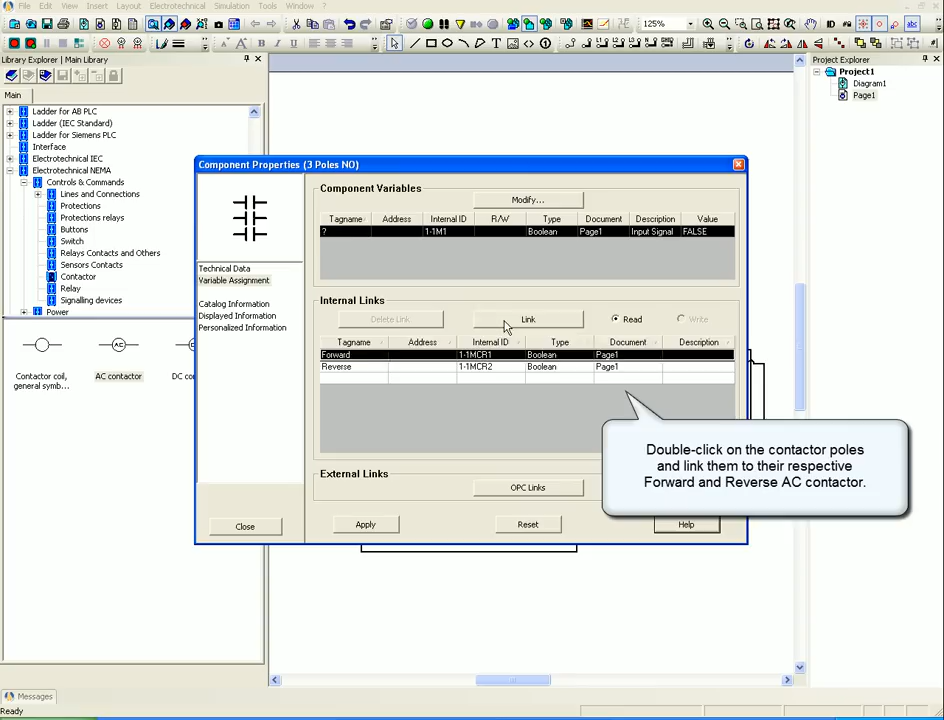 File Edit View Insert Layout Electrotechnical Simulation Tools Window ?
125%
ID
abc
Library Explorer | Main Library
Project Explorer
Main
Project1
Diagram1
Page1
Ladder for AB PLC
Ladder (IEC Standard)
Ladder for Siemens PLC
Interface
Electrotechnical IEC
Electrotechnical NEMA
Controls & Commands
Lines and Connections
Protections
Protections relays
Buttons
Switch
Relays Contacts and Others
Sensors Contacts
Contactor
Relay
Signalling devices
Power
Contactor coil,
general symb...
AC
AC contactor
DC co
Component Properties (3 Poles NO)
Technical Data
Variable Assignment
Catalog Information
Displayed Information
Personalized Information
Close
Component Variables
Modify...
Tagname Address Internal ID R/W Type Document Description Value
? 1-1M1 Boolean Page1 Input Signal FALSE
Internal Links
Delete Link Link Read Write
Tagname Address Internal ID Type Document Description
Forward 1-1MCR1 Boolean Page1
Reverse 1-1MCR2 Boolean Page1
External Links
OPC Links
Apply Reset Help
Double-click on the contactor poles
and link them to their respective
Forward and Reverse AC contactor.
Messages
Ready